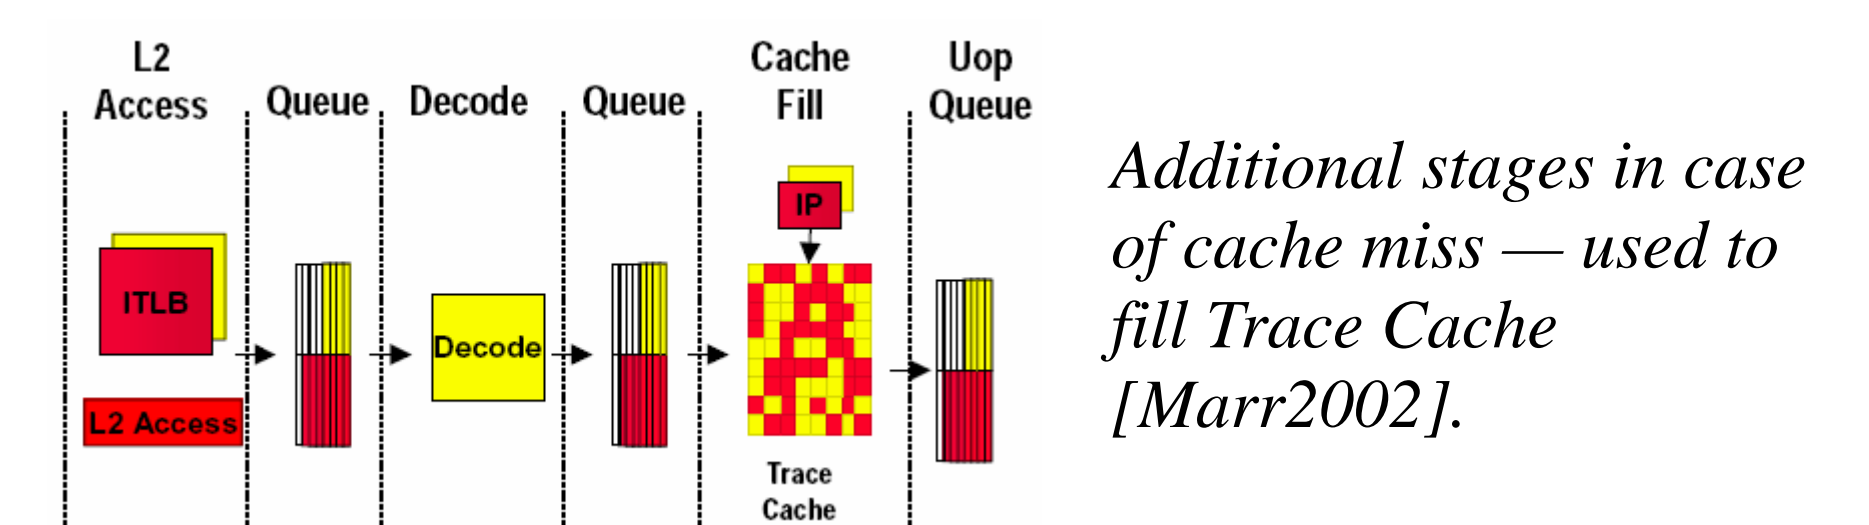 L2
Access
Queue
Decode
Queue
Cache
Fill
Uop
Queue
IP
ITLB
Decode
L2 Access
Trace
Cache
Additional stages in case
of cache miss — used to
fill Trace Cache
[Marr2002].